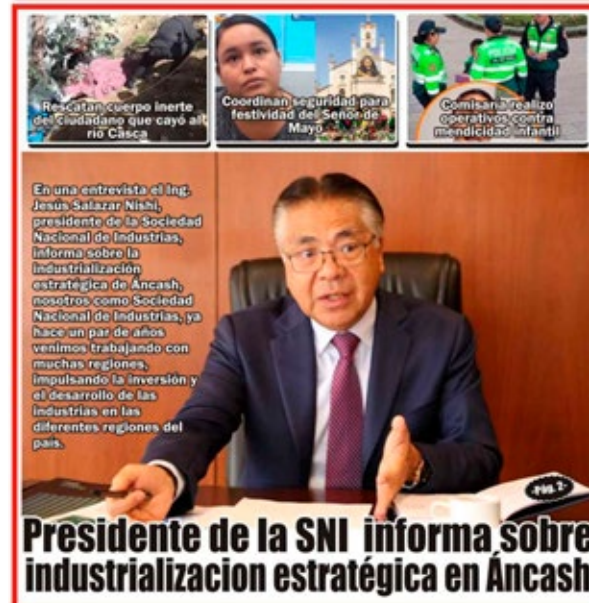 Rescatan cuerpo inerte
del ciudadano que cayó al
río Casca
Coordinan seguridad para
festividad del Señor de
Mayo
Comisaria realizo
operativos contra
mendicidad infantil
En una entrevista el Ing.
Jesús Salazar Nishi,
presidente de la Sociedad
Nacional de Industrias,
informa sobre la
industrialización
estratégica de Áncash,
nosotros como Sociedad
Nacional de Industrias, ya
hace un par de años
venimos trabajando con
muchas regiones,
impulsando la inversión y
el desarrollo de las
industrias en las
diferentes regiones del
país.
-Pág. 2-
Presidente de la SNI informa sobre
industrializacion estratégica en Áncash